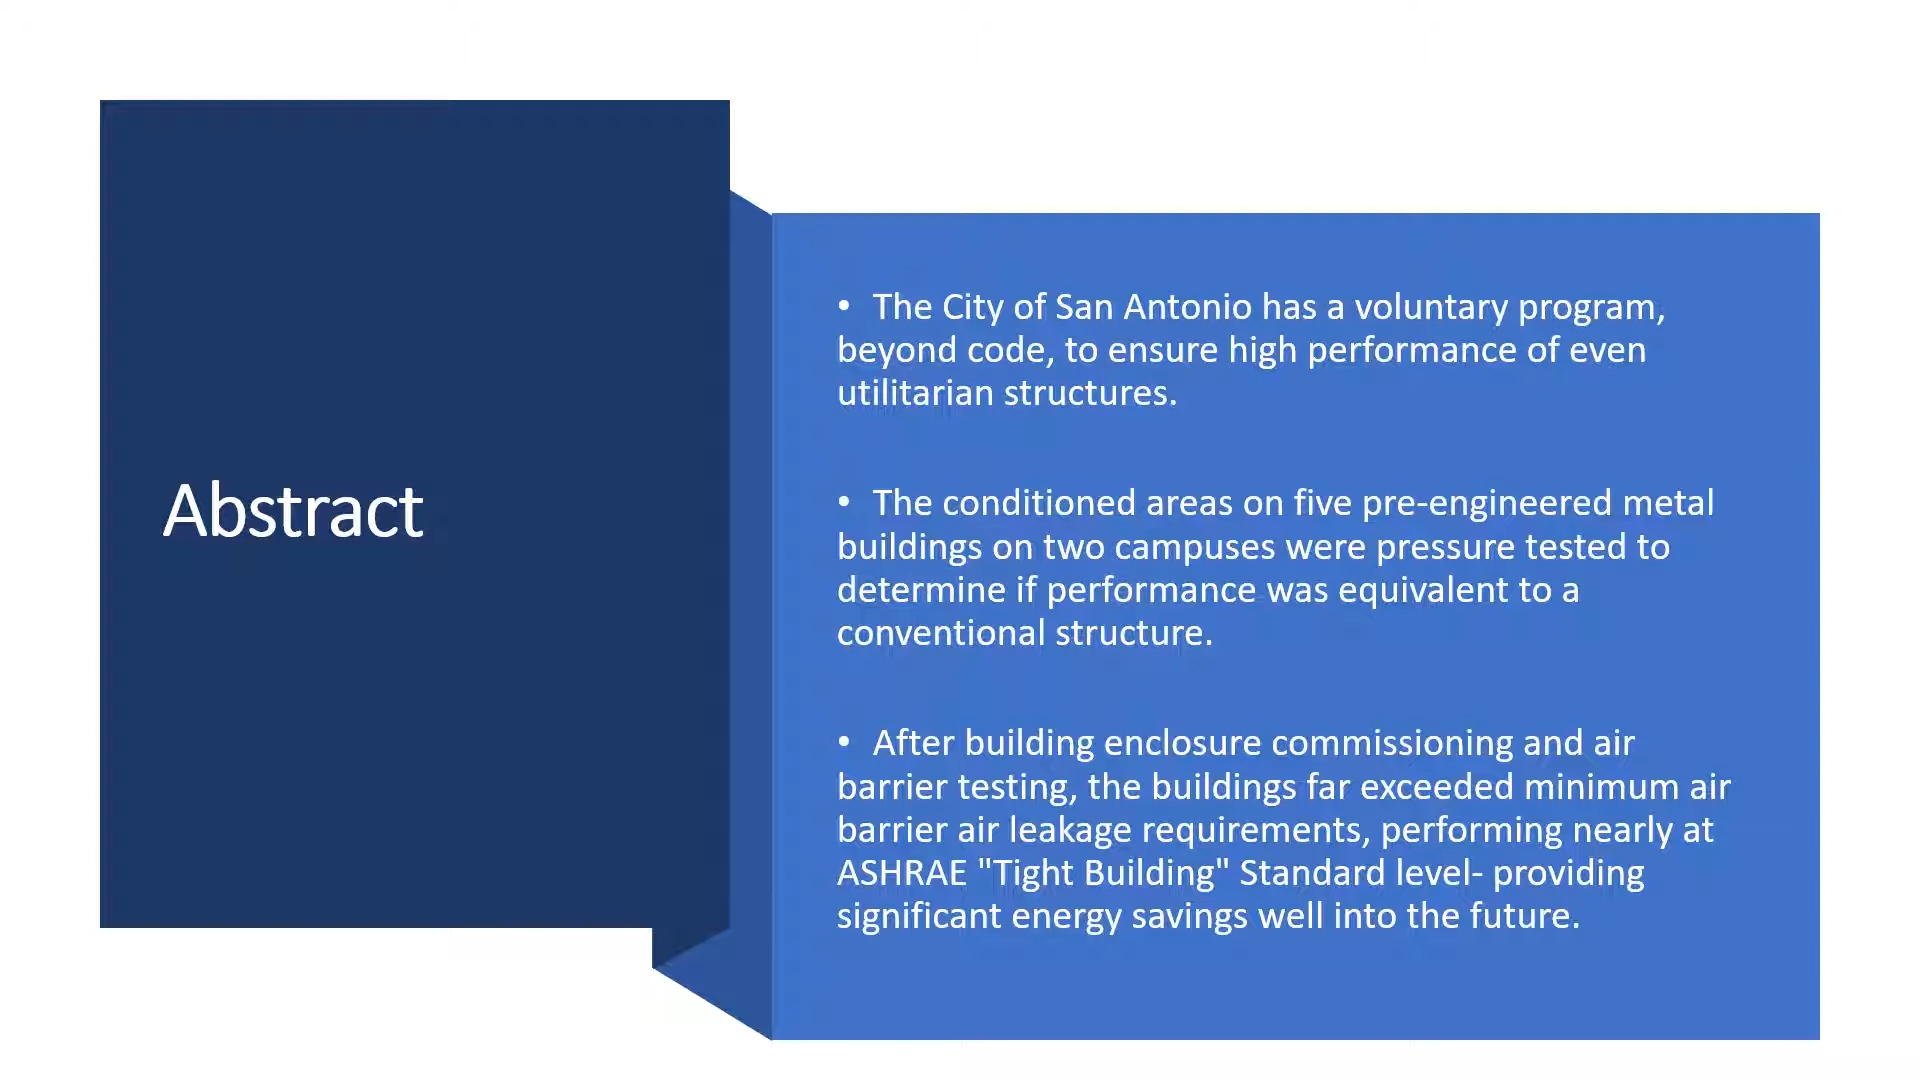 Abstract
• The City of San Antonio has a voluntary program,
beyond code, to ensure high performance of even
utilitarian structures.
• The conditioned areas on five pre-engineered metal
buildings on two campuses were pressure tested to
determine if performance was equivalent to a
conventional structure.
• After building enclosure commissioning and air
barrier testing, the buildings far exceeded minimum air
barrier air leakage requirements, performing nearly at
ASHRAE "Tight Building" Standard level- providing
significant energy savings well into the future.